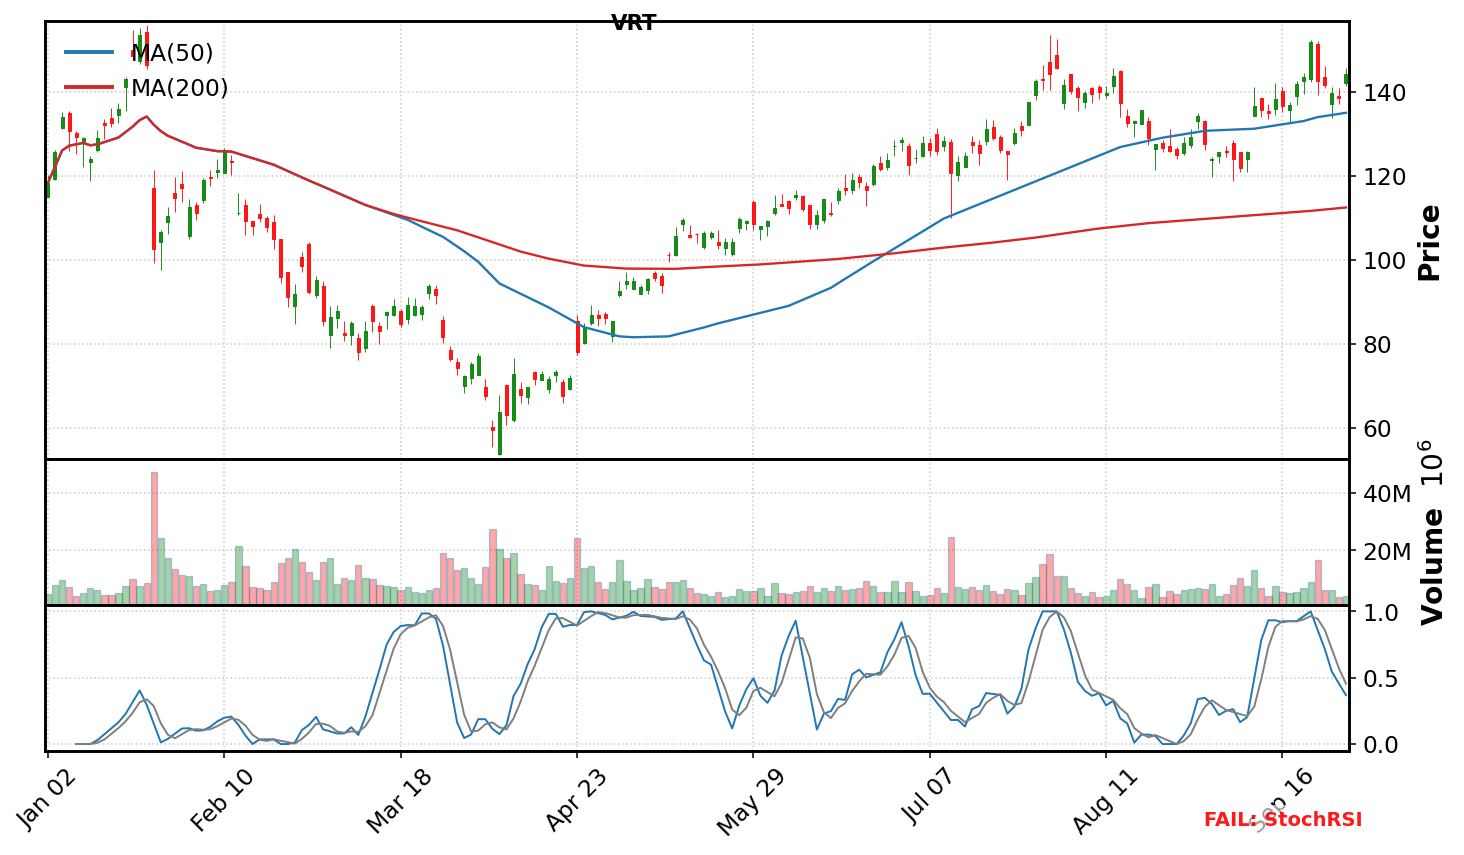 VRT
MA(50)
MA(200)
140
120
100
80
60
Price
40M
20M
Volume 10^6
1.0
0.5
0.0
Jan 02
Feb 10
Mar 18
Apr 23
May 29
Jul 07
Aug 11
Sep 16
FAIL: StochRSI